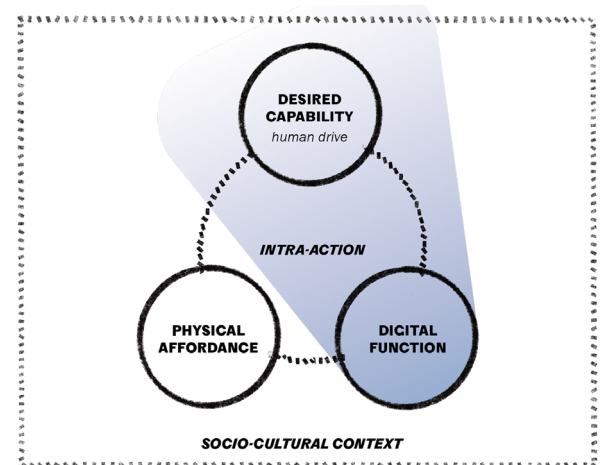 DESIRED
CAPABILITY
human drive
INTRA-ACTION
PHYSICAL
AFFORDANCE
DIGITAL
FUNCTION
SOCIO-CULTURAL CONTEXT